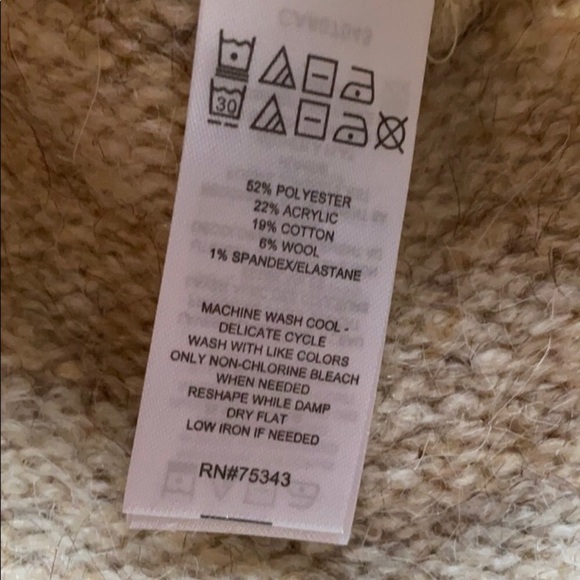 30
52% POLYESTER
22% ACRYLIC
19% COTTON
6% WOOL
1% SPANDEX/ELASTANE
MACHINE WASH COOL -
DELICATE CYCLE
WASH WITH LIKE COLORS
ONLY NON-CHLORINE BLEACH
WHEN NEEDED
RESHAPE WHILE DAMP
DRY FLAT
LOW IRON IF NEEDED
RN#75343